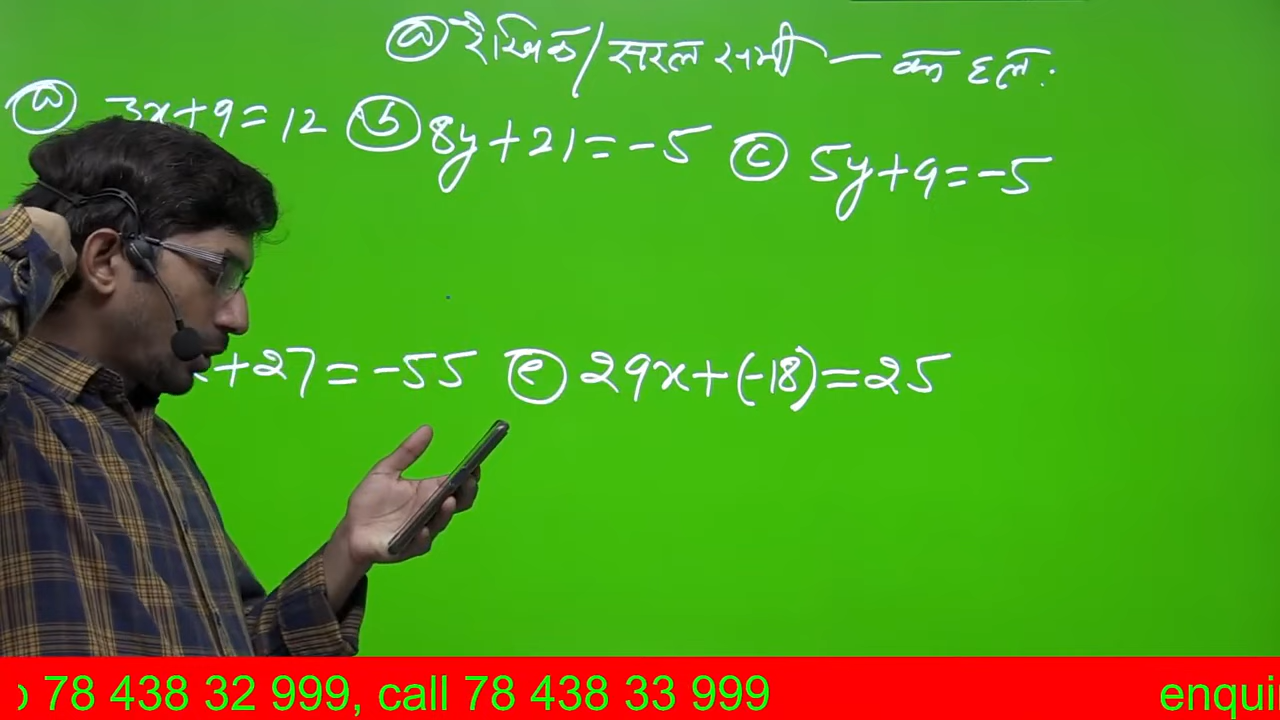 ⓐ रैखिक/सरल समी — का हल:
ⓐ 3x+9=12 ⓑ 8y+21=-5 ⓒ 5y+9=-5
x+27=-55 ⓔ 29x+(-18)=25
78 438 32 999, call 78 438 33 999 enqui